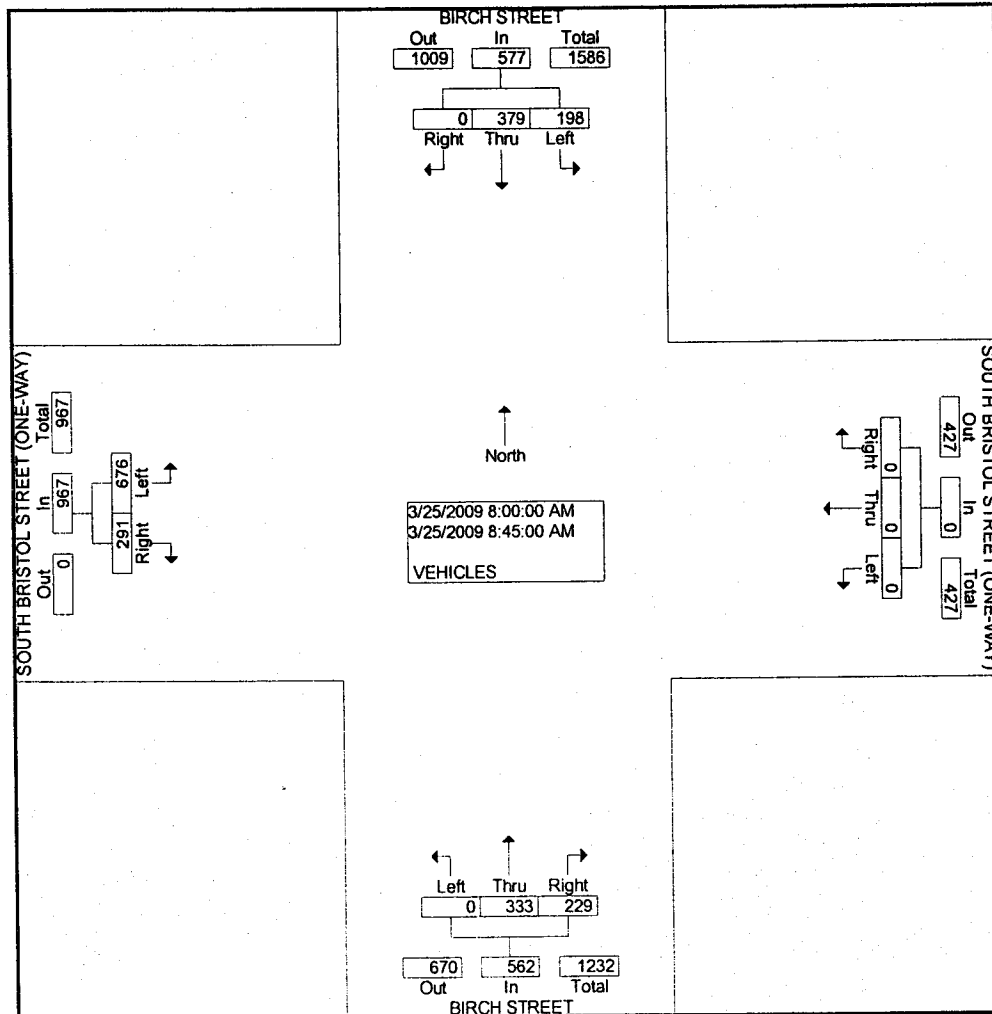 BIRCH STREET
Out In Total
1009 577 1586
0 379 198
Right Thru Left
SOUTH BRISTOL STREET (ONE-WAY)
Total 967
In 967
Out 0
Left 676
Right 291
North
3/25/2009 8:00:00 AM
3/25/2009 8:45:00 AM
VEHICLES
SOUTH BRISTOL STREET (ONE-WAY)
Out 427
In 0
Total 427
Right 0
Thru 0
Left 0
Left Thru Right
0 333 229
670 562 1232
Out In Total
BIRCH STREET